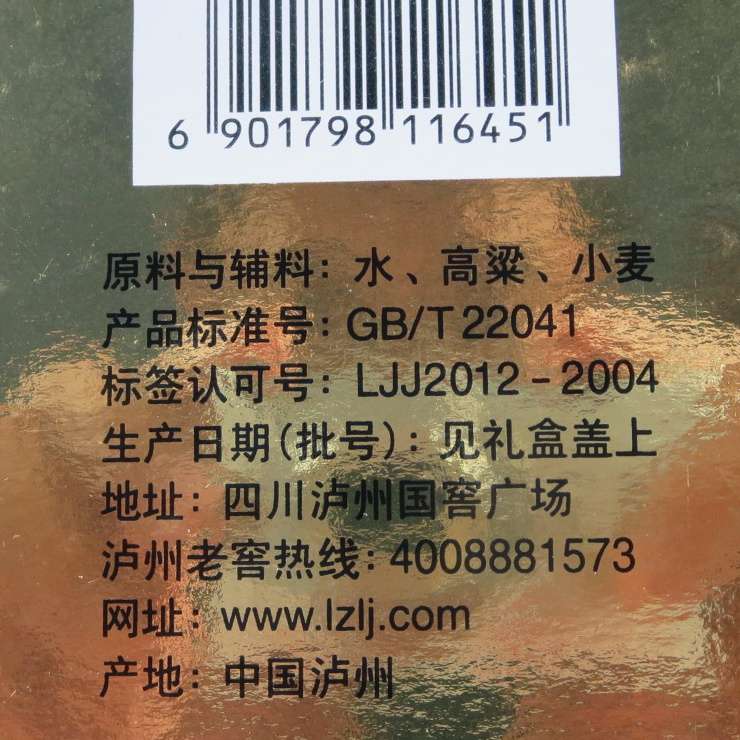 6 901798 116451
原料与辅料: 水、高粱、小麦
产品标准号: GB/T 22041
标签认可号: LJJ2012-2004
生产日期(批号): 见礼盒盖上
地址: 四川泸州国窖广场
泸州老窖热线: 4008881573
网址: www.lzlj.com
产地: 中国泸州